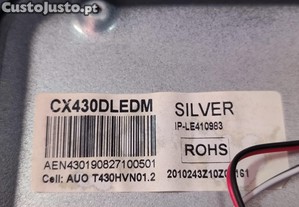 CustoJusto.pt
CX430DLEDM
SILVER
IP-LE410983
ROHS
AEN430190827100501
Cell: AUO T430HVN01.2